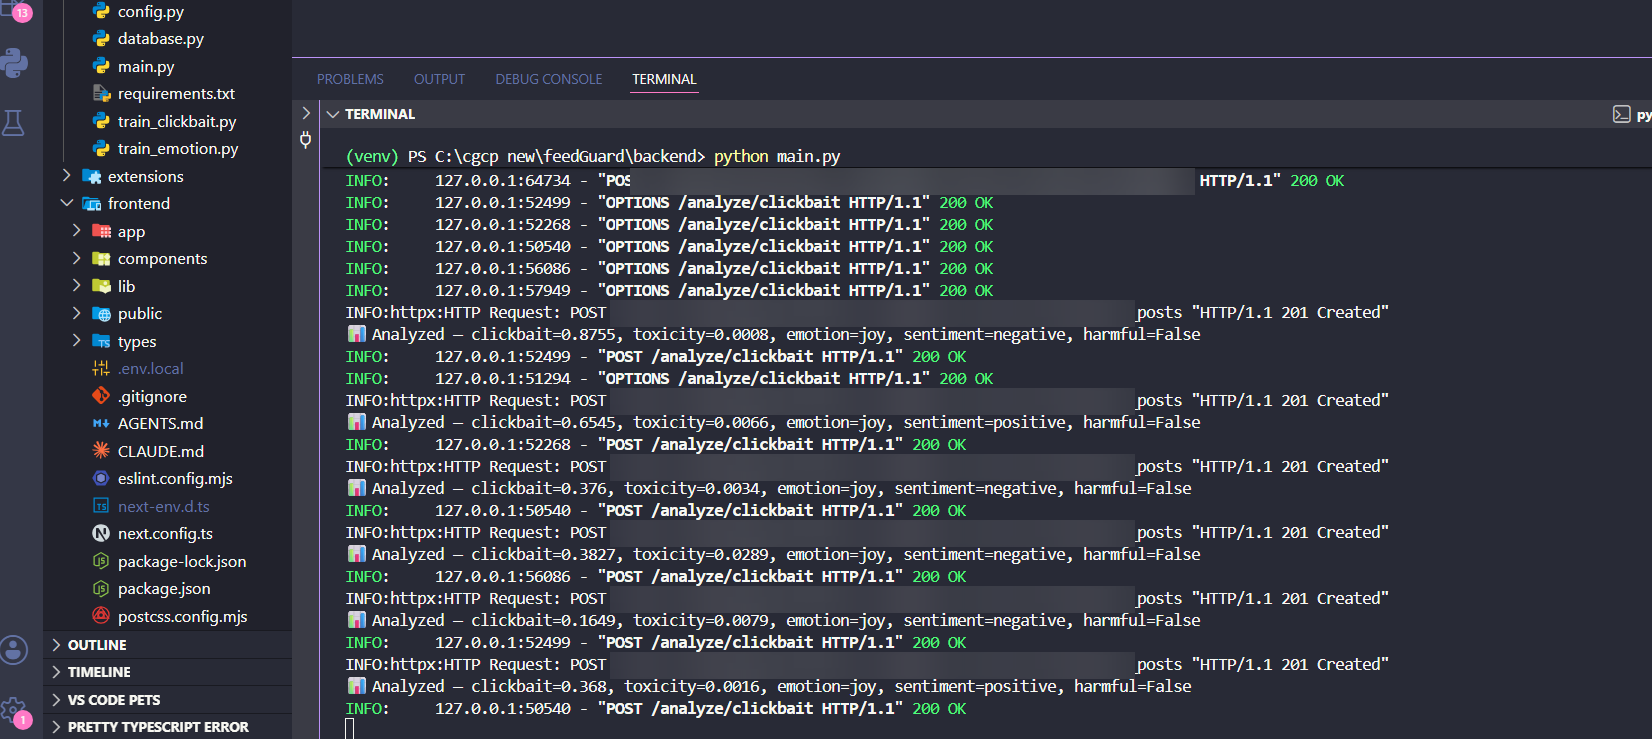 13
config.py
database.py
main.py
requirements.txt
train_clickbait.py
train_emotion.py
extensions
frontend
app
components
lib
public
types
.env.local
.gitignore
AGENTS.md
CLAUDE.md
eslint.config.mjs
next-env.d.ts
next.config.ts
package-lock.json
package.json
postcss.config.mjs
OUTLINE
TIMELINE
VS CODE PETS
PRETTY TYPESCRIPT ERROR
1
PROBLEMS OUTPUT DEBUG CONSOLE TERMINAL
TERMINAL
py
(venv) PS C:\cgcp new\feedGuard\backend> python main.py
INFO: 127.0.0.1:64734 - "POS HTTP/1.1" 200 OK
INFO: 127.0.0.1:52499 - "OPTIONS /analyze/clickbait HTTP/1.1" 200 OK
INFO: 127.0.0.1:52268 - "OPTIONS /analyze/clickbait HTTP/1.1" 200 OK
INFO: 127.0.0.1:50540 - "OPTIONS /analyze/clickbait HTTP/1.1" 200 OK
INFO: 127.0.0.1:56086 - "OPTIONS /analyze/clickbait HTTP/1.1" 200 OK
INFO: 127.0.0.1:57949 - "OPTIONS /analyze/clickbait HTTP/1.1" 200 OK
INFO:httpx:HTTP Request: POST posts "HTTP/1.1 201 Created"
📊 Analyzed — clickbait=0.8755, toxicity=0.0008, emotion=joy, sentiment=negative, harmful=False
INFO: 127.0.0.1:52499 - "POST /analyze/clickbait HTTP/1.1" 200 OK
INFO: 127.0.0.1:51294 - "OPTIONS /analyze/clickbait HTTP/1.1" 200 OK
INFO:httpx:HTTP Request: POST posts "HTTP/1.1 201 Created"
📊 Analyzed — clickbait=0.6545, toxicity=0.0066, emotion=joy, sentiment=positive, harmful=False
INFO: 127.0.0.1:52268 - "POST /analyze/clickbait HTTP/1.1" 200 OK
INFO:httpx:HTTP Request: POST posts "HTTP/1.1 201 Created"
📊 Analyzed — clickbait=0.376, toxicity=0.0034, emotion=joy, sentiment=negative, harmful=False
INFO: 127.0.0.1:50540 - "POST /analyze/clickbait HTTP/1.1" 200 OK
INFO:httpx:HTTP Request: POST posts "HTTP/1.1 201 Created"
📊 Analyzed — clickbait=0.3827, toxicity=0.0289, emotion=joy, sentiment=negative, harmful=False
INFO: 127.0.0.1:56086 - "POST /analyze/clickbait HTTP/1.1" 200 OK
INFO:httpx:HTTP Request: POST posts "HTTP/1.1 201 Created"
📊 Analyzed — clickbait=0.1649, toxicity=0.0079, emotion=joy, sentiment=negative, harmful=False
INFO: 127.0.0.1:52499 - "POST /analyze/clickbait HTTP/1.1" 200 OK
INFO:httpx:HTTP Request: POST posts "HTTP/1.1 201 Created"
📊 Analyzed — clickbait=0.368, toxicity=0.0016, emotion=joy, sentiment=positive, harmful=False
INFO: 127.0.0.1:50540 - "POST /analyze/clickbait HTTP/1.1" 200 OK